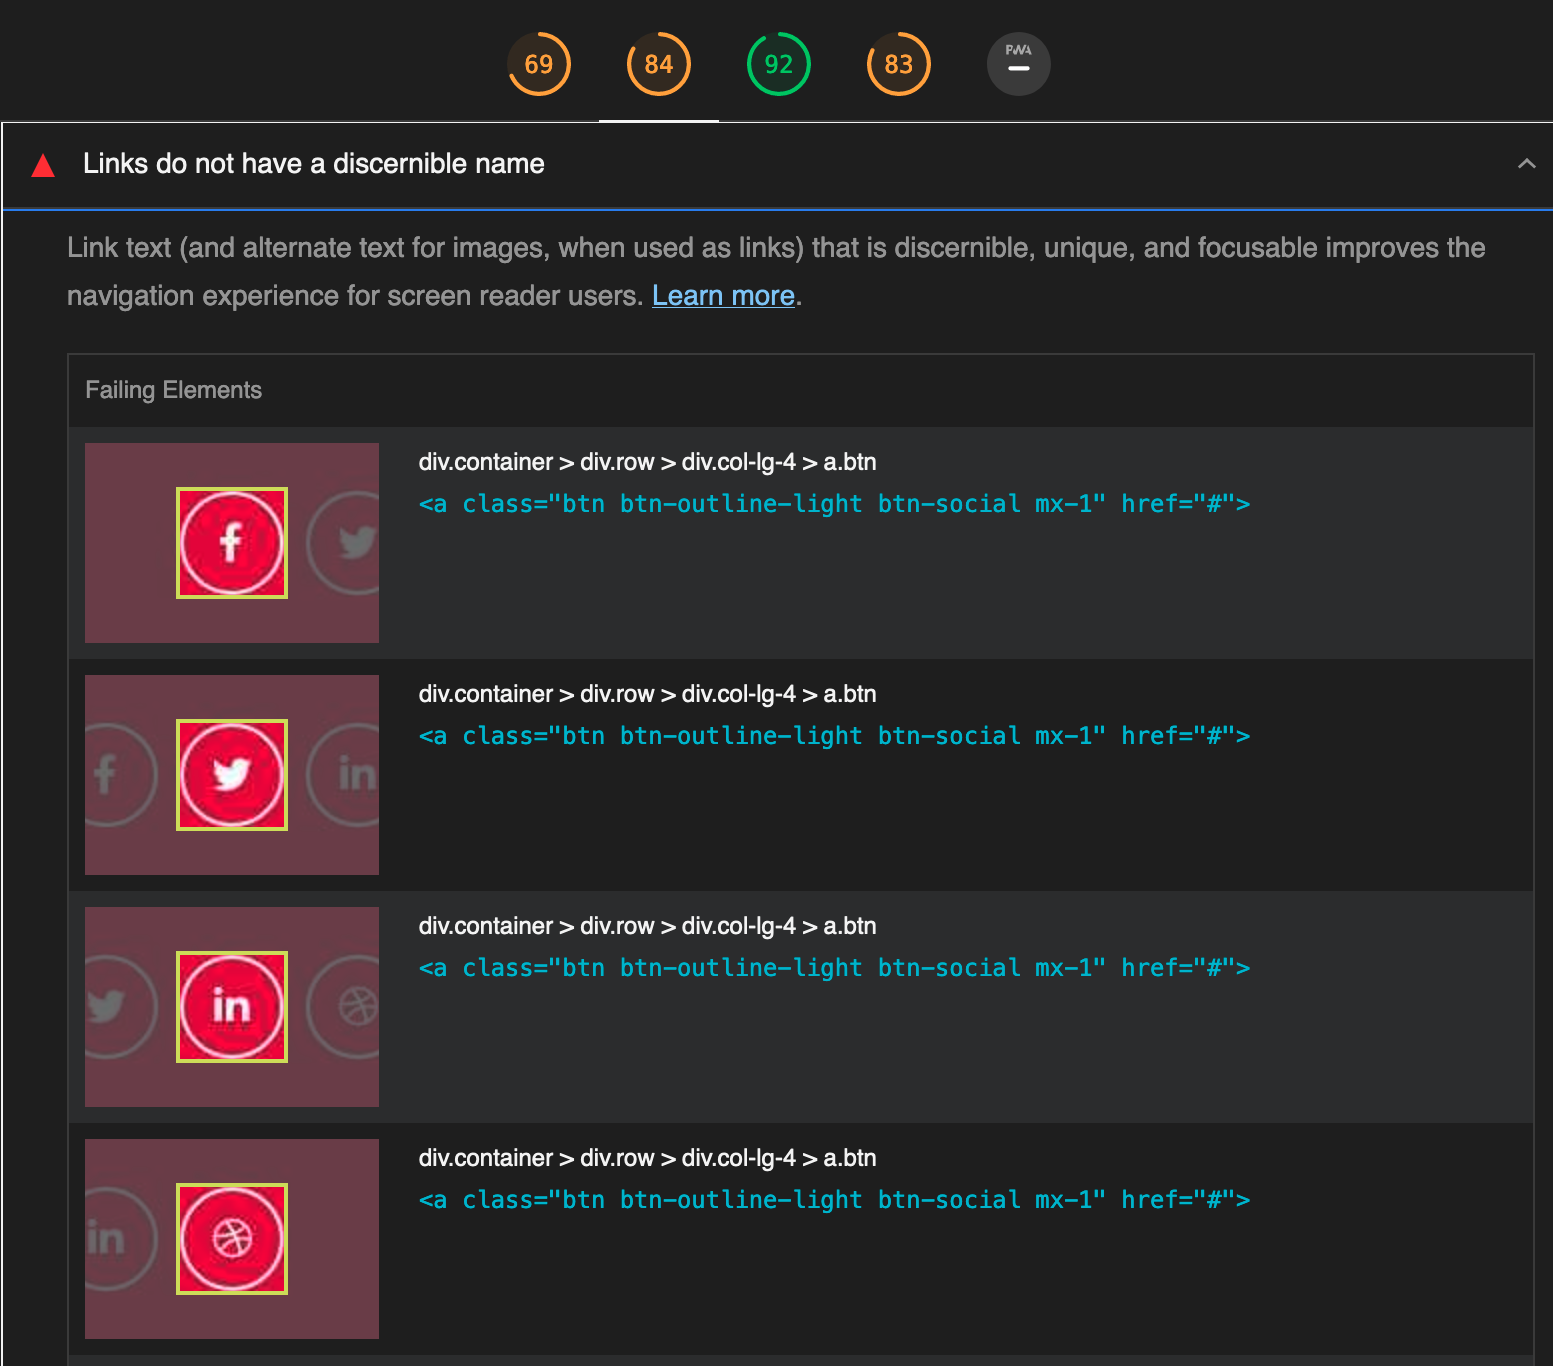 69 84 92 83 PWA
Links do not have a discernible name
Link text (and alternate text for images, when used as links) that is discernible, unique, and focusable improves the
navigation experience for screen reader users. Learn more.
Failing Elements
div.container > div.row > div.col-lg-4 > a.btn
<a class="btn btn-outline-light btn-social mx-1" href="#">
f
div.container > div.row > div.col-lg-4 > a.btn
<a class="btn btn-outline-light btn-social mx-1" href="#">
f in
div.container > div.row > div.col-lg-4 > a.btn
<a class="btn btn-outline-light btn-social mx-1" href="#">
in
div.container > div.row > div.col-lg-4 > a.btn
<a class="btn btn-outline-light btn-social mx-1" href="#">
in